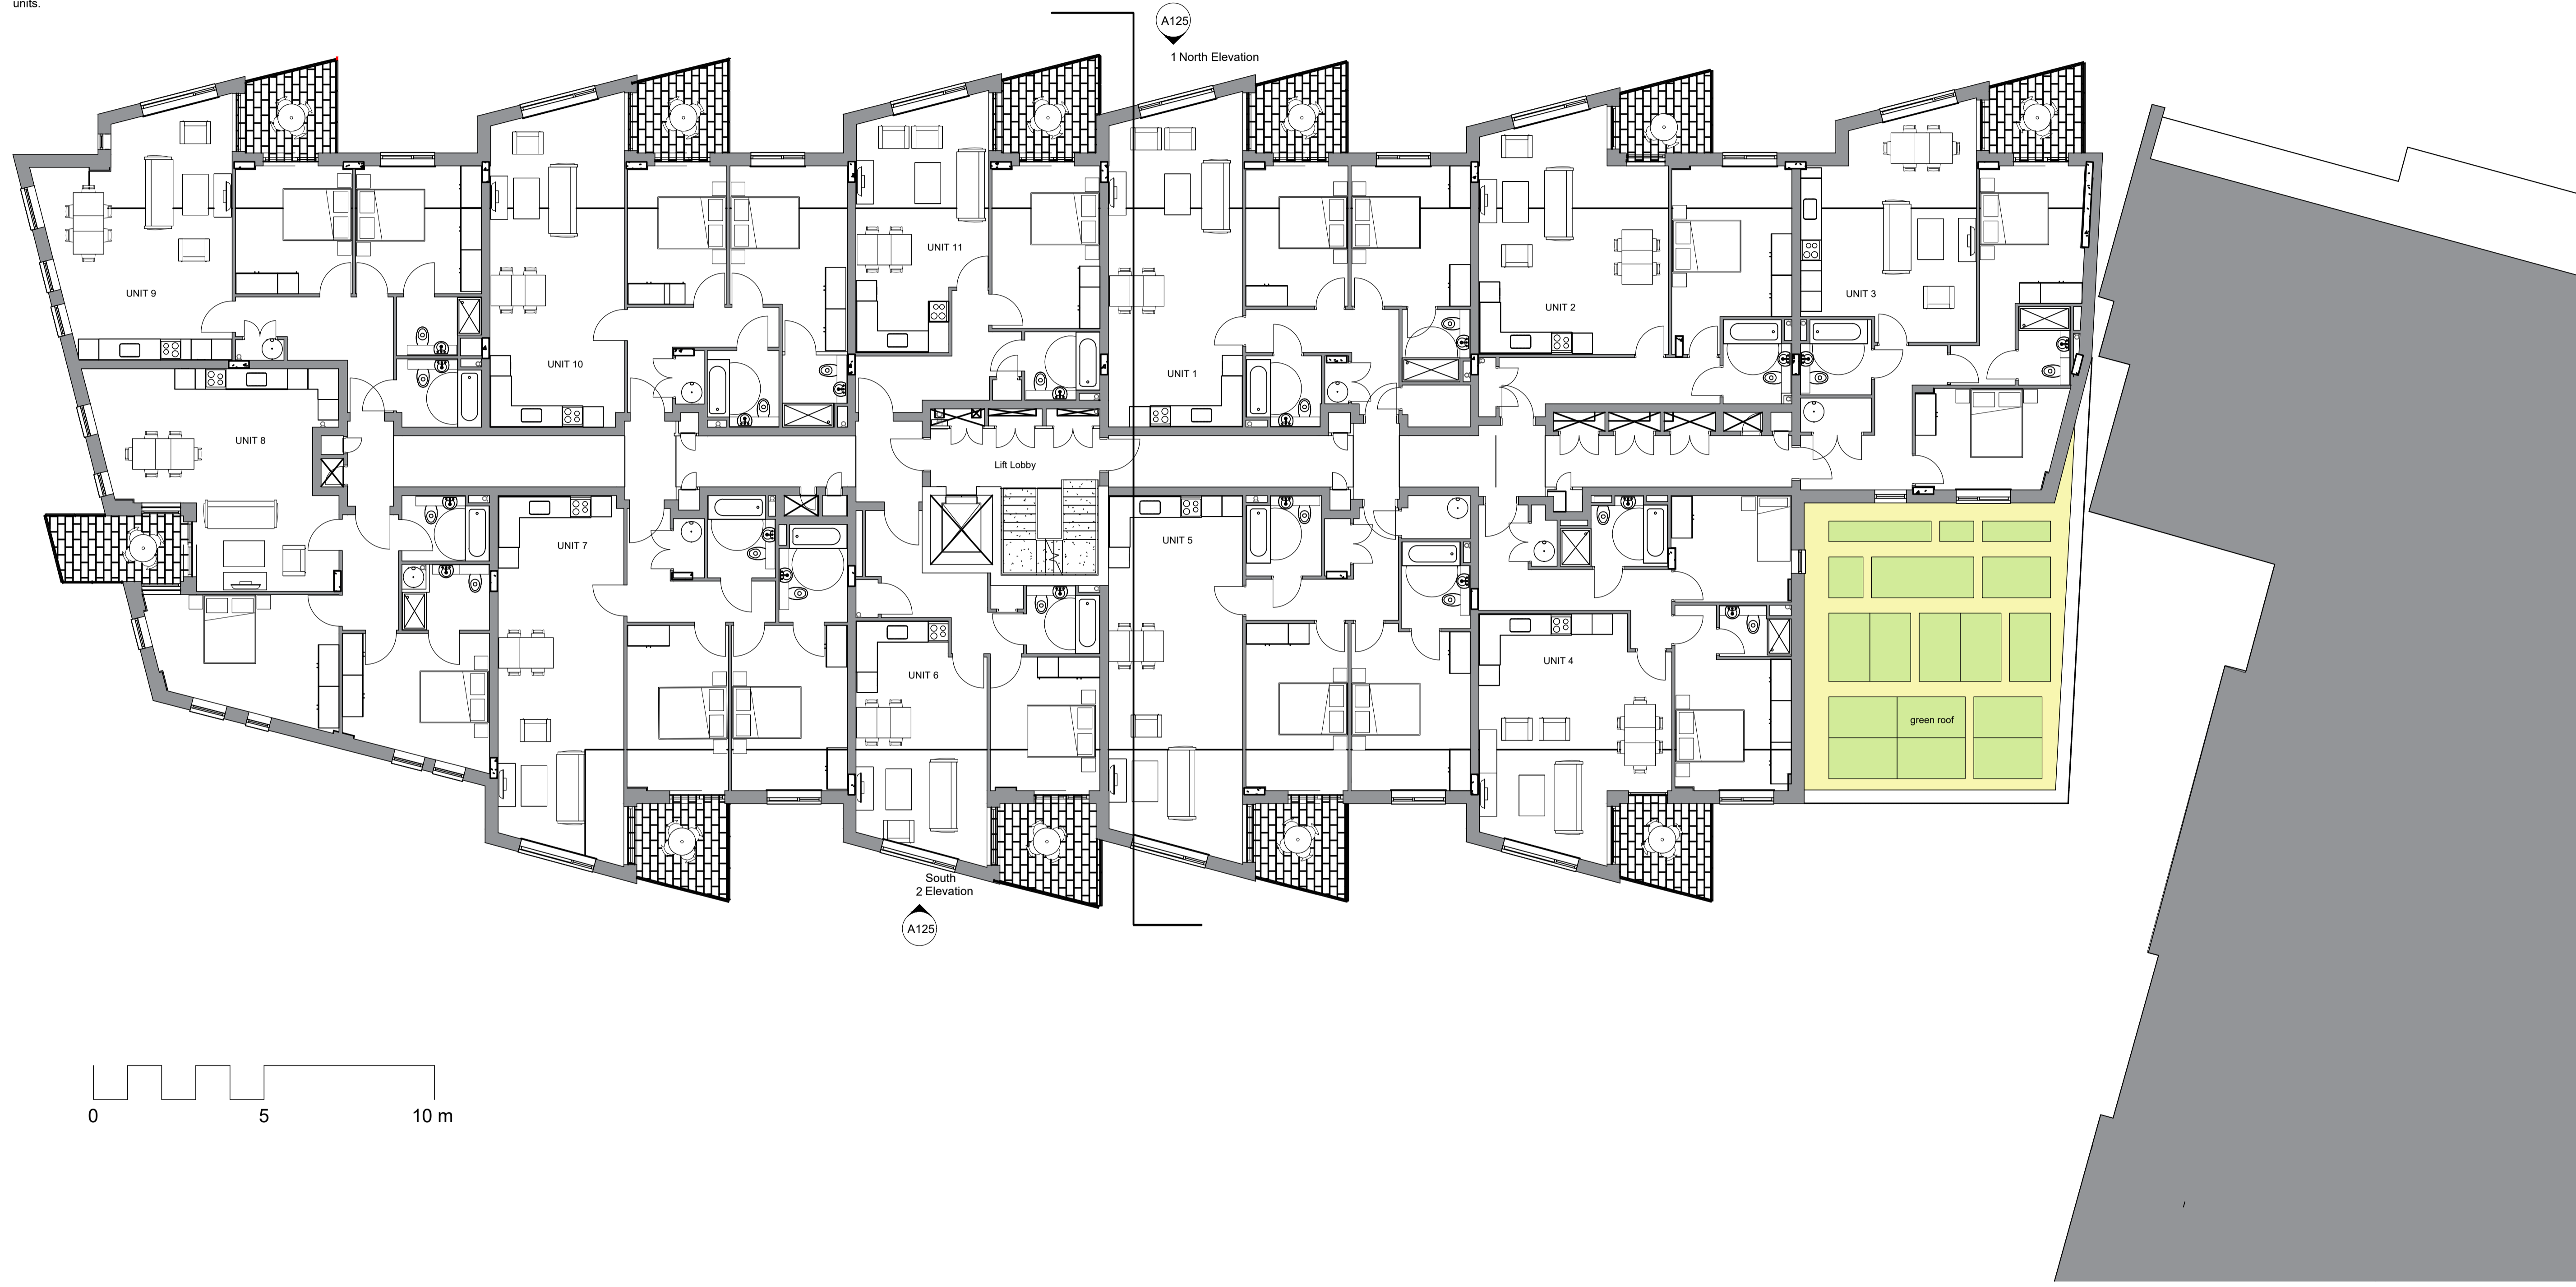 units.
A125
1 North Elevation
UNIT 11
UNIT 9
UNIT 3
UNIT 2
UNIT 10
UNIT 1
UNIT 8
Lift Lobby
UNIT 7
UNIT 5
UNIT 4
UNIT 6
green roof
South
2 Elevation
A125
0 5 10 m